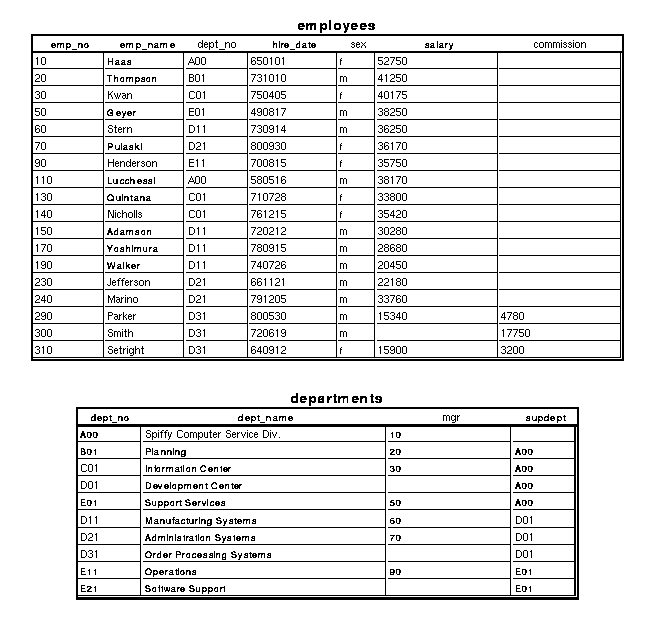 employees
emp_no emp_name dept_no hire_date sex salary commission
10 Haas A00 650101 f 52750
20 Thompson B01 731010 m 41250
30 Kwan C01 750405 f 40175
50 Geyer E01 490817 m 38250
60 Stern D11 730914 m 36250
70 Pulaski D21 800930 f 36170
90 Henderson E11 700815 f 35750
110 Lucchessi A00 580516 m 38170
130 Quintana C01 710728 f 33800
140 Nicholls C01 761215 f 35420
150 Adamson D11 720212 m 30280
170 Yoshimura D11 780915 m 28680
190 Walker D11 740726 m 20450
230 Jefferson D21 661121 m 22180
240 Marino D21 791205 m 33760
290 Parker D31 800530 m 15340 4780
300 Smith D31 720619 m 17750
310 Setright D31 640912 f 15900 3200
departments
dept_no dept_name mgr supdept
A00 Spiffy Computer Service Div. 10
B01 Planning 20 A00
C01 Information Center 30 A00
D01 Development Center A00
E01 Support Services 50 A00
D11 Manufacturing Systems 60 D01
D21 Administration Systems 70 D01
D31 Order Processing Systems D01
E11 Operations 90 E01
E21 Software Support E01